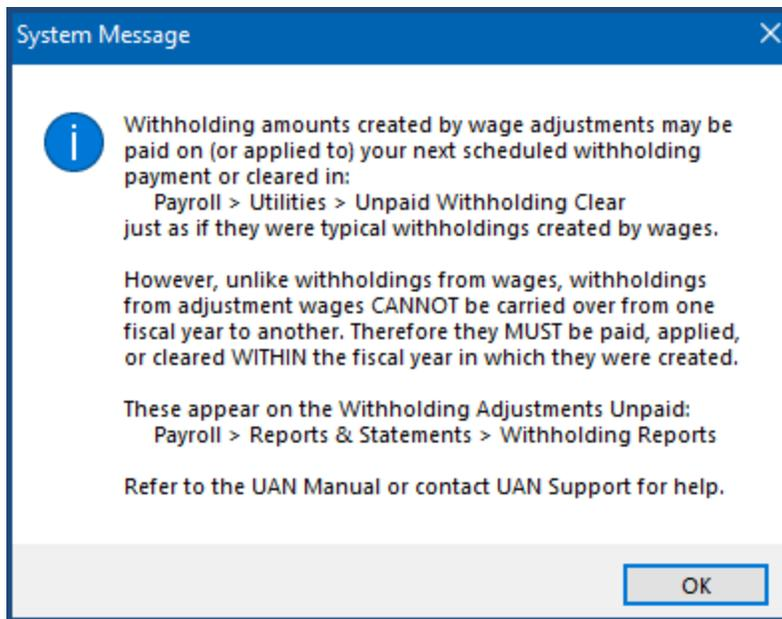 System Message
Withholding amounts created by wage adjustments may be
paid on (or applied to) your next scheduled withholding
payment or cleared in:
Payroll > Utilities > Unpaid Withholding Clear
just as if they were typical withholdings created by wages.
However, unlike withholdings from wages, withholdings
from adjustment wages CANNOT be carried over from one
fiscal year to another. Therefore they MUST be paid, applied,
or cleared WITHIN the fiscal year in which they were created.
These appear on the Withholding Adjustments Unpaid:
Payroll > Reports & Statements > Withholding Reports
Refer to the UAN Manual or contact UAN Support for help.
OK